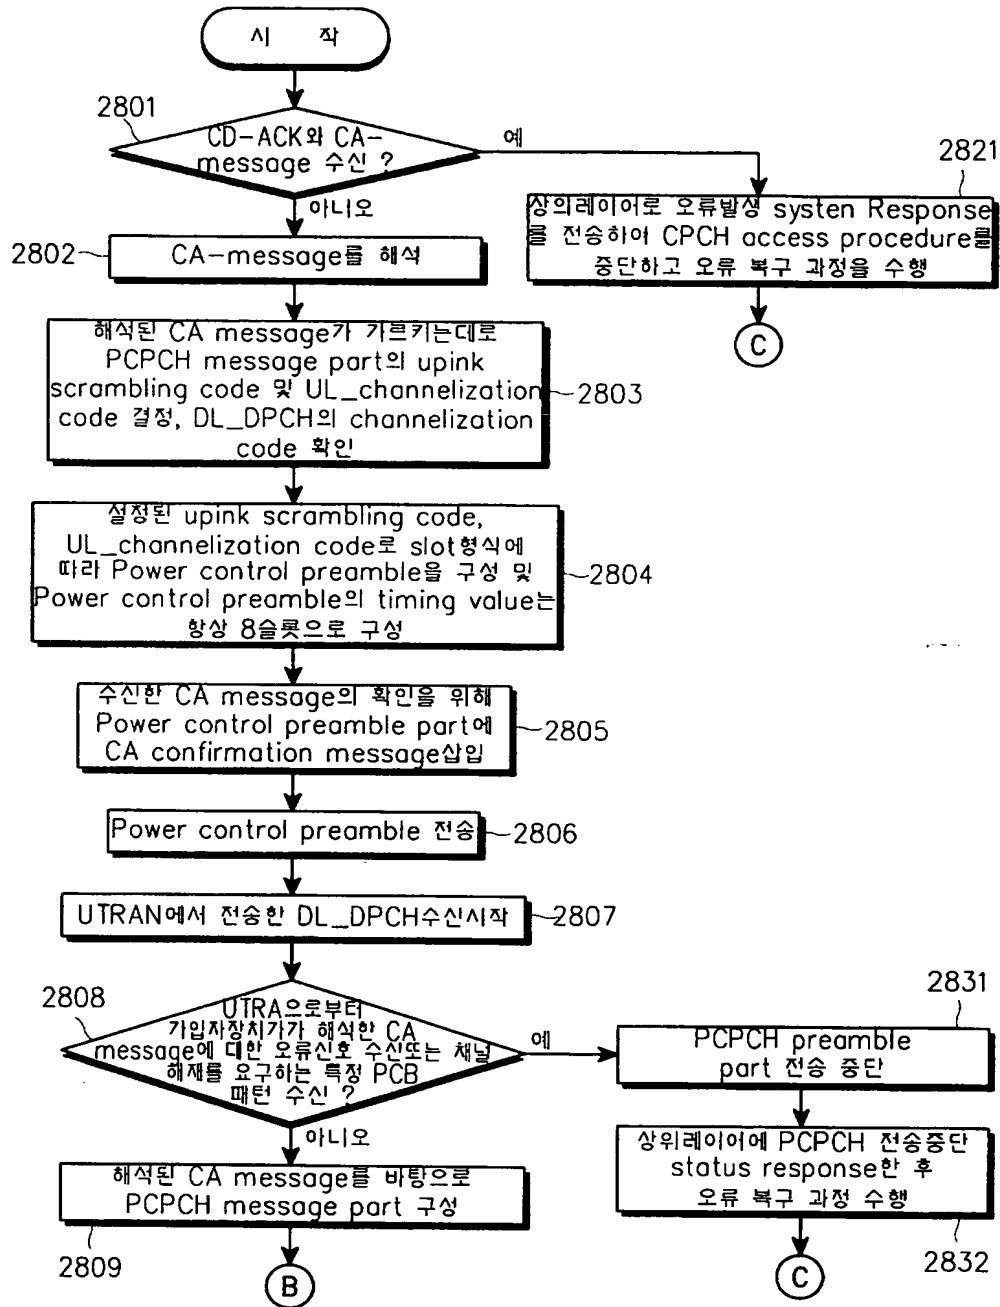 시 작
2801
CD-ACK와 CA-
message 수신 ?
예
아니오
2821
상의레이어로 오류발생 systen Response
를 전송하여 CPCH access procedure를
중단하고 오류 복구 과정을 수행
C
2802
CA-message를 해석
해석된 CA message가 가르키는데로
PCPCH message part의 upink
scrambling code 및 UL_channelization
code 결정, DL_DPCH의 channelization
code 확인
2803
설정된 upink scrambling code,
UL_channelization code로 slot형식에
따라 Power control preamble을 구성 및
Power control preamble의 timing value는
항상 8슬롯으로 구성
2804
수신한 CA message의 확인을 위해
Power control preamble part에
CA confirmation message삽입
2805
Power control preamble 전송
2806
UTRAN에서 전송한 DL_DPCH수신시작
2807
2808
UTRA으로부터
가입자장치가가 해석한 CA
message에 대한 오류신호 수신또는 채널
해재를 요구하는 특정 PCB
패턴 수신 ?
예
아니오
2831
PCPCH preamble
part 전송 중단
상위레이어에 PCPCH 전송중단
status response한 후
오류 복구 과정 수행
2832
C
해석된 CA message를 바탕으로
PCPCH message part 구성
2809
B